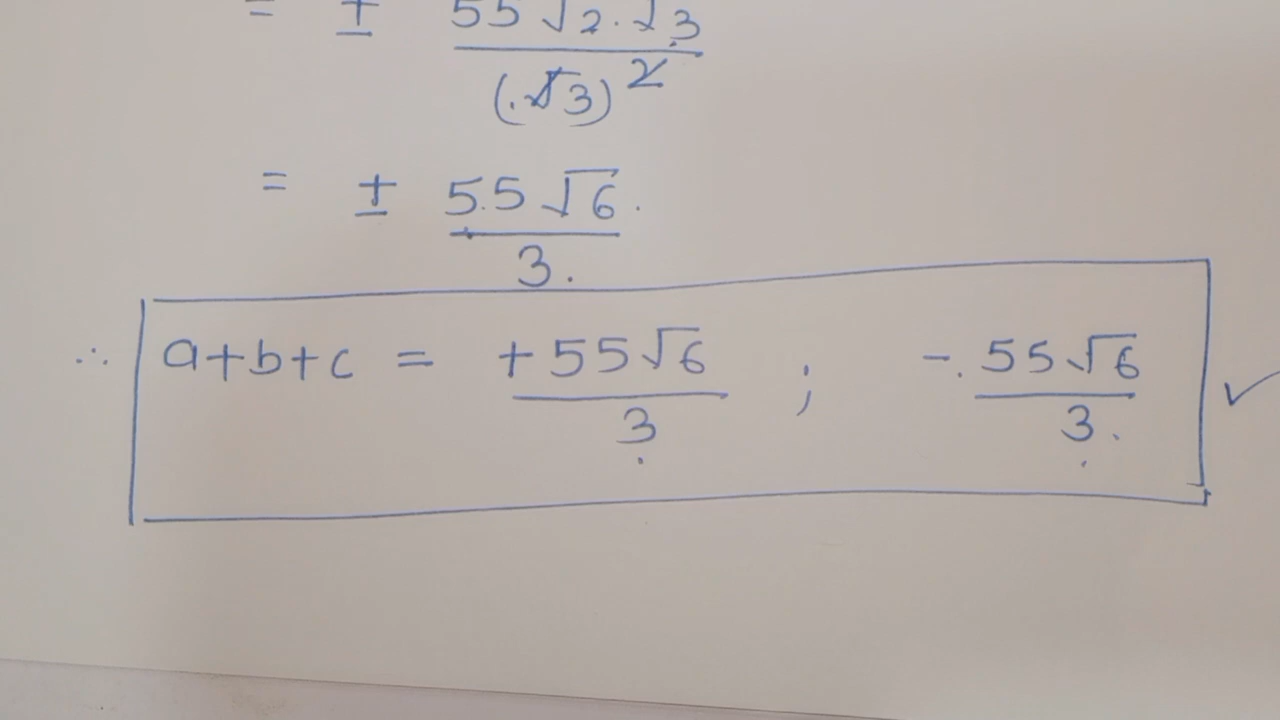 = ± 55√2.√3
(√3)²
= ± 55√6
3
∴ a+b+c = +55√6 ; - 55√6
3 3